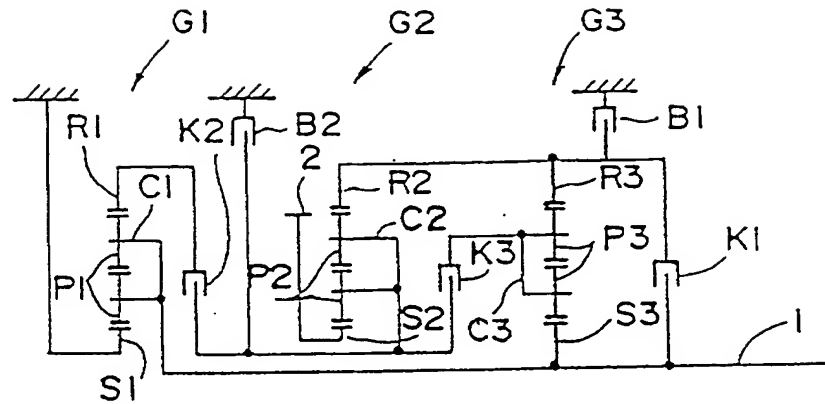 G1 G2 G3
R1 K2 B2 2 B1
C1 R2 R3
C2
P1 P2 K3 P3 K1
S2 C3 S3
S1 1